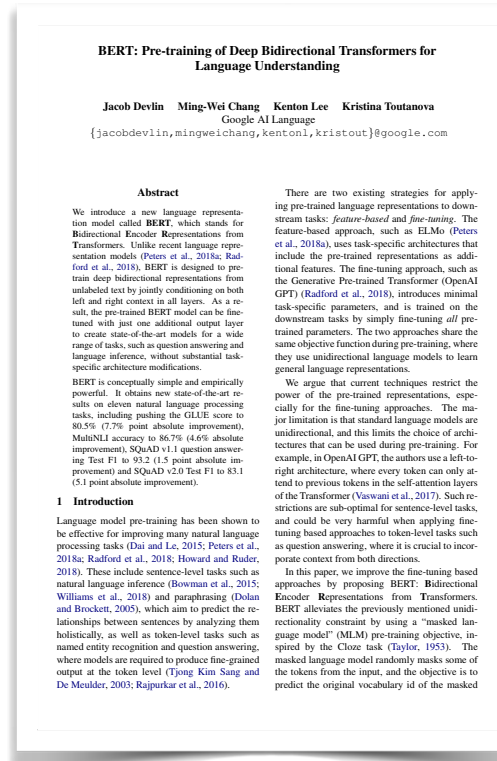 BERT: Pre-training of Deep Bidirectional Transformers for
Language Understanding
Jacob Devlin Ming-Wei Chang Kenton Lee Kristina Toutanova
Google AI Language
{jacobdevlin,mingweichang,kentonl,kristout}@google.com
Abstract
We introduce a new language representa-
tion model called BERT, which stands for
Bidirectional Encoder Representations from
Transformers. Unlike recent language repre-
sentation models (Peters et al., 2018a; Rad-
ford et al., 2018), BERT is designed to pre-
train deep bidirectional representations from
unlabeled text by jointly conditioning on both
left and right context in all layers. As a re-
sult, the pre-trained BERT model can be fine-
tuned with just one additional output layer
to create state-of-the-art models for a wide
range of tasks, such as question answering and
language inference, without substantial task-
specific architecture modifications.
BERT is conceptually simple and empirically
powerful. It obtains new state-of-the-art re-
sults on eleven natural language processing
tasks, including pushing the GLUE score to
80.5% (7.7% point absolute improvement),
MultiNLI accuracy to 86.7% (4.6% absolute
improvement), SQuAD v1.1 question answer-
ing Test F1 to 93.2 (1.5 point absolute im-
provement) and SQuAD v2.0 Test F1 to 83.1
(5.1 point absolute improvement).
1 Introduction
Language model pre-training has been shown to
be effective for improving many natural language
processing tasks (Dai and Le, 2015; Peters et al.,
2018a; Radford et al., 2018; Howard and Ruder,
2018). These include sentence-level tasks such as
natural language inference (Bowman et al., 2015;
Williams et al., 2018) and paraphrasing (Dolan
and Brockett, 2005), which aim to predict the re-
lationships between sentences by analyzing them
holistically, as well as token-level tasks such as
named entity recognition and question answering,
where models are required to produce fine-grained
output at the token level (Tjong Kim Sang and
De Meulder, 2003; Rajpurkar et al., 2016).
There are two existing strategies for apply-
ing pre-trained language representations to down-
stream tasks: feature-based and fine-tuning. The
feature-based approach, such as ELMo (Peters
et al., 2018a), uses task-specific architectures that
include the pre-trained representations as addi-
tional features. The fine-tuning approach, such as
the Generative Pre-trained Transformer (OpenAI
GPT) (Radford et al., 2018), introduces minimal
task-specific parameters, and is trained on the
downstream tasks by simply fine-tuning all pre-
trained parameters. The two approaches share the
same objective function during pre-training, where
they use unidirectional language models to learn
general language representations.
We argue that current techniques restrict the
power of the pre-trained representations, espe-
cially for the fine-tuning approaches. The ma-
jor limitation is that standard language models are
unidirectional, and this limits the choice of archi-
tectures that can be used during pre-training. For
example, in OpenAI GPT, the authors use a left-to-
right architecture, where every token can only at-
tend to previous tokens in the self-attention layers
of the Transformer (Vaswani et al., 2017). Such re-
strictions are sub-optimal for sentence-level tasks,
and could be very harmful when applying fine-
tuning based approaches to token-level tasks such
as question answering, where it is crucial to incor-
porate context from both directions.
In this paper, we improve the fine-tuning based
approaches by proposing BERT: Bidirectional
Encoder Representations from Transformers.
BERT alleviates the previously mentioned unidi-
rectionality constraint by using a “masked lan-
guage model” (MLM) pre-training objective, in-
spired by the Cloze task (Taylor, 1953). The
masked language model randomly masks some of
the tokens from the input, and the objective is to
predict the original vocabulary id of the masked